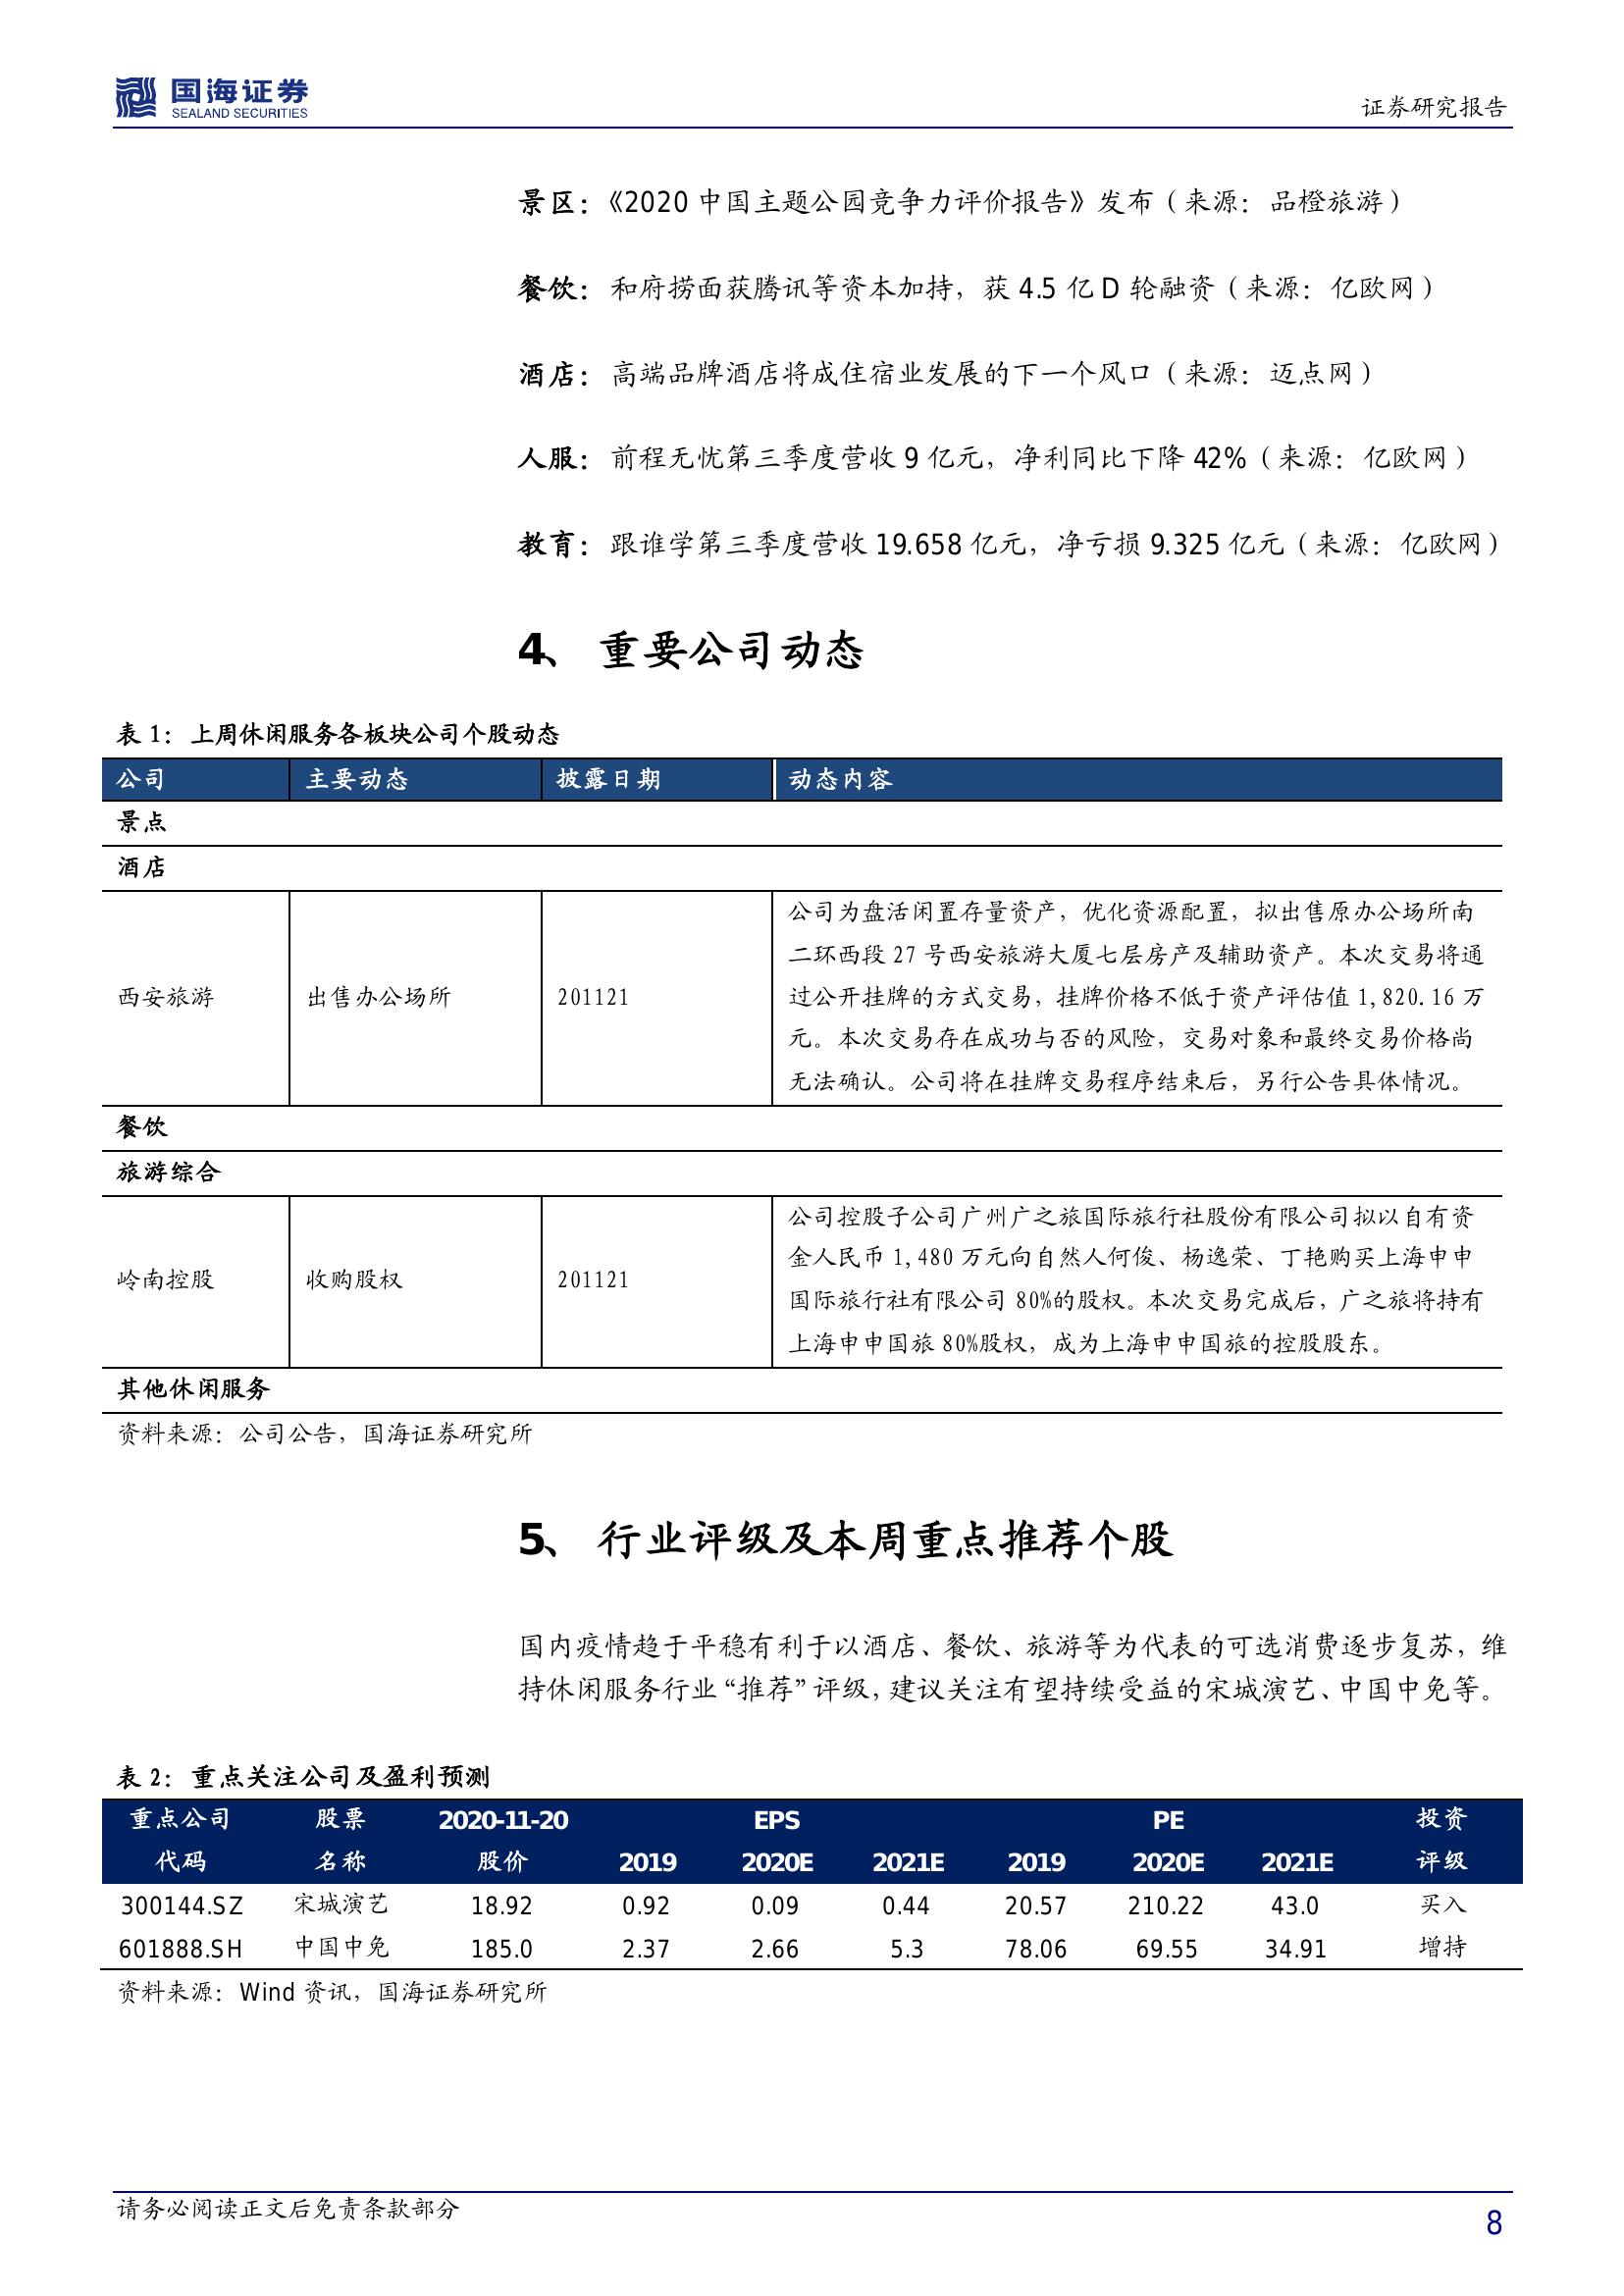 国海证券
SEALAND SECURITIES
证券研究报告
景区：《2020 中国主题公园竞争力评价报告》发布（来源：品橙旅游）
餐饮：和府捞面获腾讯等资本加持，获 4.5 亿 D 轮融资（来源：亿欧网）
酒店：高端品牌酒店将成住宿业发展的下一个风口（来源：迈点网）
人服：前程无忧第三季度营收 9 亿元，净利同比下降 42%（来源：亿欧网）
教育：跟谁学第三季度营收 19.658 亿元，净亏损 9.325 亿元（来源：亿欧网）
4、 重要公司动态
表 1：上周休闲服务各板块公司个股动态
公司 主要动态 披露日期 动态内容
景点
酒店
西安旅游 出售办公场所 201121
公司为盘活闲置存量资产，优化资源配置，拟出售原办公场所南
二环西段 27 号西安旅游大厦七层房产及辅助资产。本次交易将通
过公开挂牌的方式交易，挂牌价格不低于资产评估值 1,820.16 万
元。本次交易存在成功与否的风险，交易对象和最终交易价格尚
无法确认。公司将在挂牌交易程序结束后，另行公告具体情况。
餐饮
旅游综合
岭南控股 收购股权 201121
公司控股子公司广州广之旅国际旅行社股份有限公司拟以自有资
金人民币 1,480 万元向自然人何俊、杨逸荣、丁艳购买上海申申
国际旅行社有限公司 80%的股权。本次交易完成后，广之旅将持有
上海申申国旅 80%股权，成为上海申申国旅的控股股东。
其他休闲服务
资料来源：公司公告，国海证券研究所
5、 行业评级及本周重点推荐个股
国内疫情趋于平稳有利于以酒店、餐饮、旅游等为代表的可选消费逐步复苏，维
持休闲服务行业“推荐”评级，建议关注有望持续受益的宋城演艺、中国中免等。
表 2：重点关注公司及盈利预测
重点公司 股票 2020-11-20 EPS PE 投资
代码 名称 股价 2019 2020E 2021E 2019 2020E 2021E 评级
300144.SZ 宋城演艺 18.92 0.92 0.09 0.44 20.57 210.22 43.0 买入
601888.SH 中国中免 185.0 2.37 2.66 5.3 78.06 69.55 34.91 增持
资料来源：Wind 资讯，国海证券研究所
请务必阅读正文后免责条款部分
8